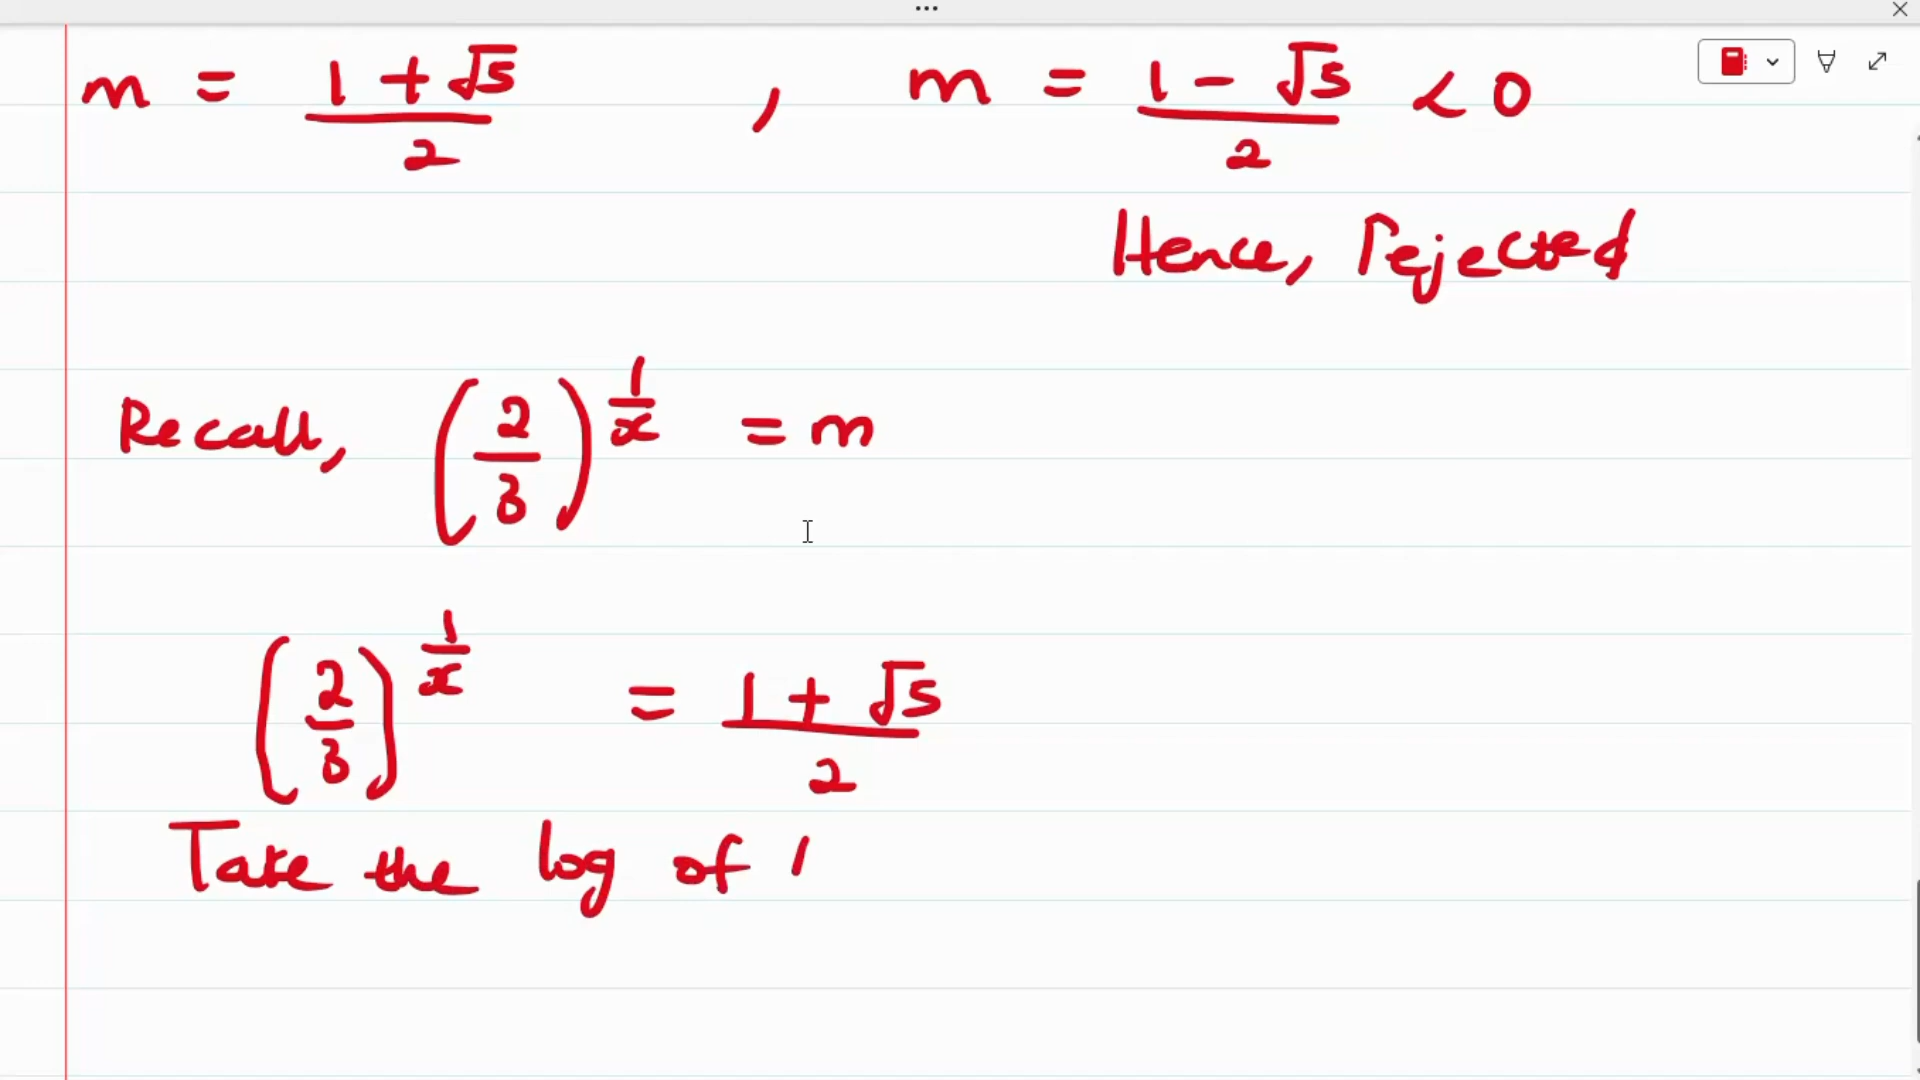 m = (1 + √5)/2 , m = (1 - √5)/2 < 0
Hence, rejected
Recall, (2/3)^(1/x) = m
(2/3)^(1/x) = (1 + √5)/2
Take the log of